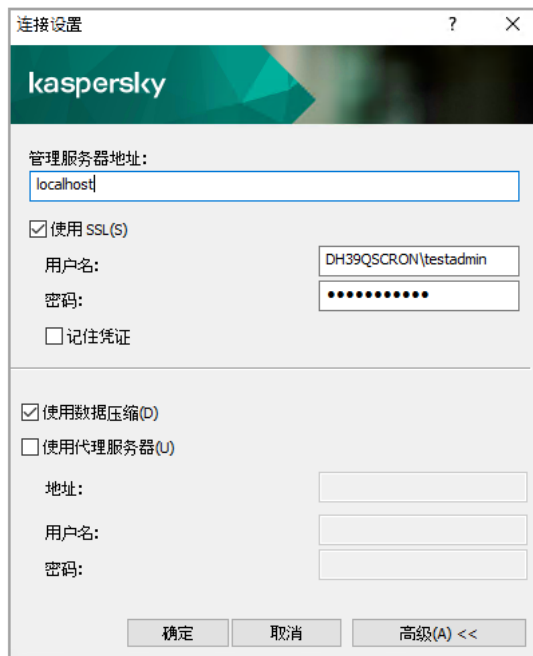 连接设置 ?
kaspersky
管理服务器地址:
localhost
使用 SSL(S)
用户名: DH39QSCRON\testadmin
密码: ●●●●●●●●●●●
记住凭证
使用数据压缩(D)
使用代理服务器(U)
地址:
用户名:
密码:
确定 取消 高级(A) <<